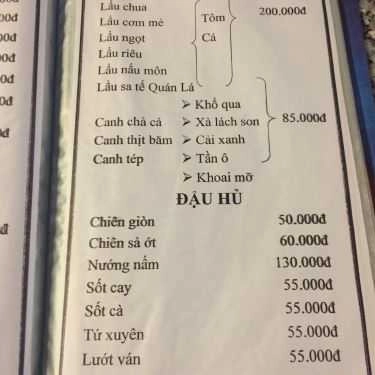 Lẩu chua
Lẩu cơm mẻ
Lẩu ngọt
Lẩu riêu
Lẩu nấu môn
Lẩu sa tế Quán Lá
Tôm
Cá
200.000đ
➢ Khổ qua
Canh chả cá ➢ Xà lách son 85.000đ
Canh thịt băm ➢ Cải xanh
Canh tép ➢ Tần ô
➢ Khoai mỡ
ĐẬU HỦ
Chiên giòn 50.000đ
Chiên sả ớt 60.000đ
Nướng nấm 130.000đ
Sốt cay 55.000đ
Sốt cà 55.000đ
Tứ xuyên 55.000đ
Lướt ván 55.000đ